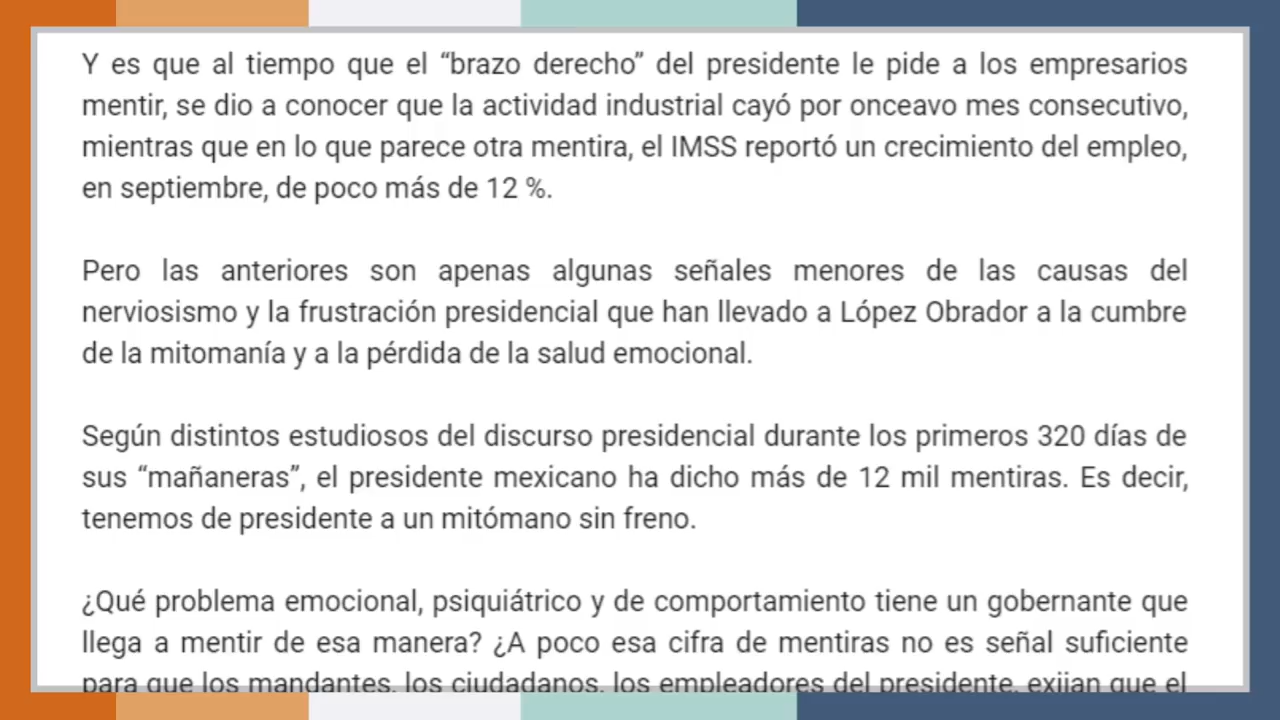 Y es que al tiempo que el “brazo derecho” del presidente le pide a los empresarios
mentir, se dio a conocer que la actividad industrial cayó por onceavo mes consecutivo,
mientras que en lo que parece otra mentira, el IMSS reportó un crecimiento del empleo,
en septiembre, de poco más de 12 %.
Pero las anteriores son apenas algunas señales menores de las causas del
nerviosismo y la frustración presidencial que han llevado a López Obrador a la cumbre
de la mitomanía y a la pérdida de la salud emocional.
Según distintos estudiosos del discurso presidencial durante los primeros 320 días de
sus “mañaneras”, el presidente mexicano ha dicho más de 12 mil mentiras. Es decir,
tenemos de presidente a un mitómano sin freno.
¿Qué problema emocional, psiquiátrico y de comportamiento tiene un gobernante que
llega a mentir de esa manera? ¿A poco esa cifra de mentiras no es señal suficiente
para que los mandantes, los ciudadanos, los empleadores del presidente, exijan que el